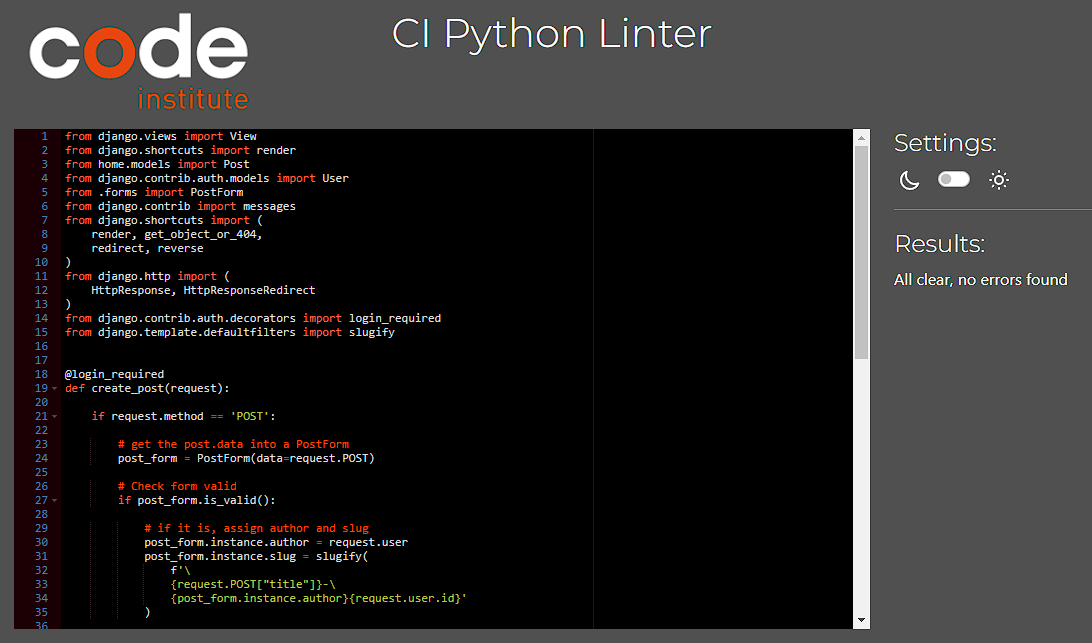 code
institute
CI Python Linter
1 from django.views import View
2 from django.shortcuts import render
3 from home.models import Post
4 from django.contrib.auth.models import User
5 from .forms import PostForm
6 from django.contrib import messages
7 from django.shortcuts import (
8     render, get_object_or_404,
9     redirect, reverse
10 )
11 from django.http import (
12     HttpResponse, HttpResponseRedirect
13 )
14 from django.contrib.auth.decorators import login_required
15 from django.template.defaultfilters import slugify
16
17
18 @login_required
19 def create_post(request):
20
21     if request.method == 'POST':
22
23         # get the post.data into a PostForm
24         post_form = PostForm(data=request.POST)
25
26         # Check form valid
27         if post_form.is_valid():
28
29             # if it is, assign author and slug
30             post_form.instance.author = request.user
31             post_form.instance.slug = slugify(
32                 f'\
33                 {request.POST["title"]}-\
34                 {post_form.instance.author}{request.user.id}'
35             )
36
Settings:
Results:
All clear, no errors found